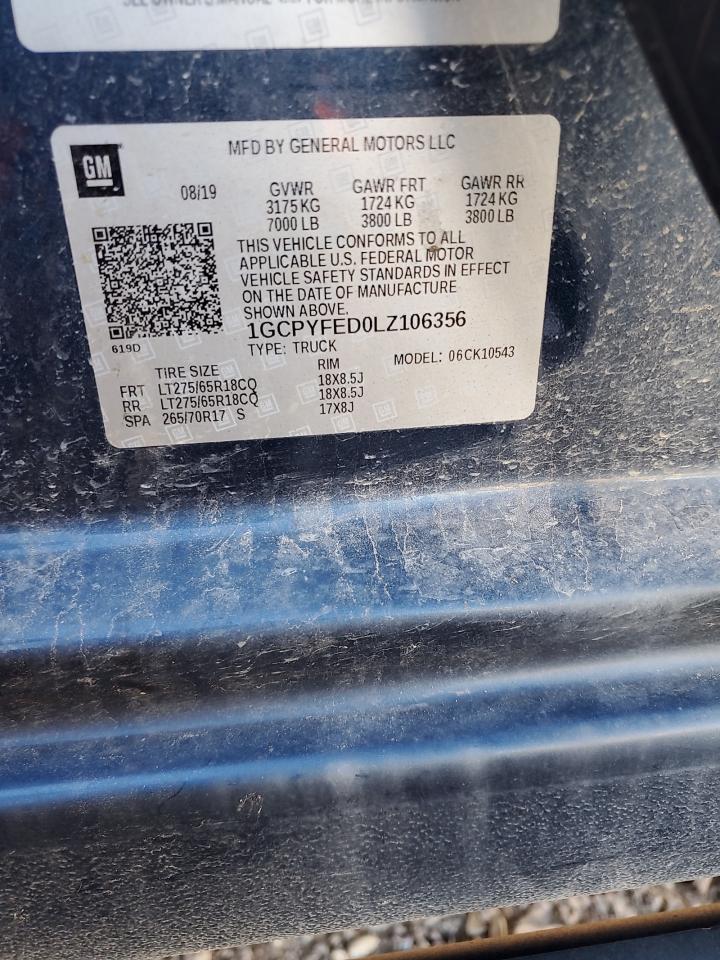 SEE OWNER'S MANUAL
GM
MFD BY GENERAL MOTORS LLC
08/19 GVWR GAWR FRT GAWR RR
3175 KG 1724 KG 1724 KG
7000 LB 3800 LB 3800 LB
THIS VEHICLE CONFORMS TO ALL
APPLICABLE U.S. FEDERAL MOTOR
VEHICLE SAFETY STANDARDS IN EFFECT
ON THE DATE OF MANUFACTURE
SHOWN ABOVE.
1GCPYFED0LZ106356
619D
TYPE: TRUCK MODEL: 06CK10543
TIRE SIZE RIM
FRT LT275/65R18CQ 18X8.5J
RR LT275/65R18CQ 18X8.5J
SPA 265/70R17 S 17X8J